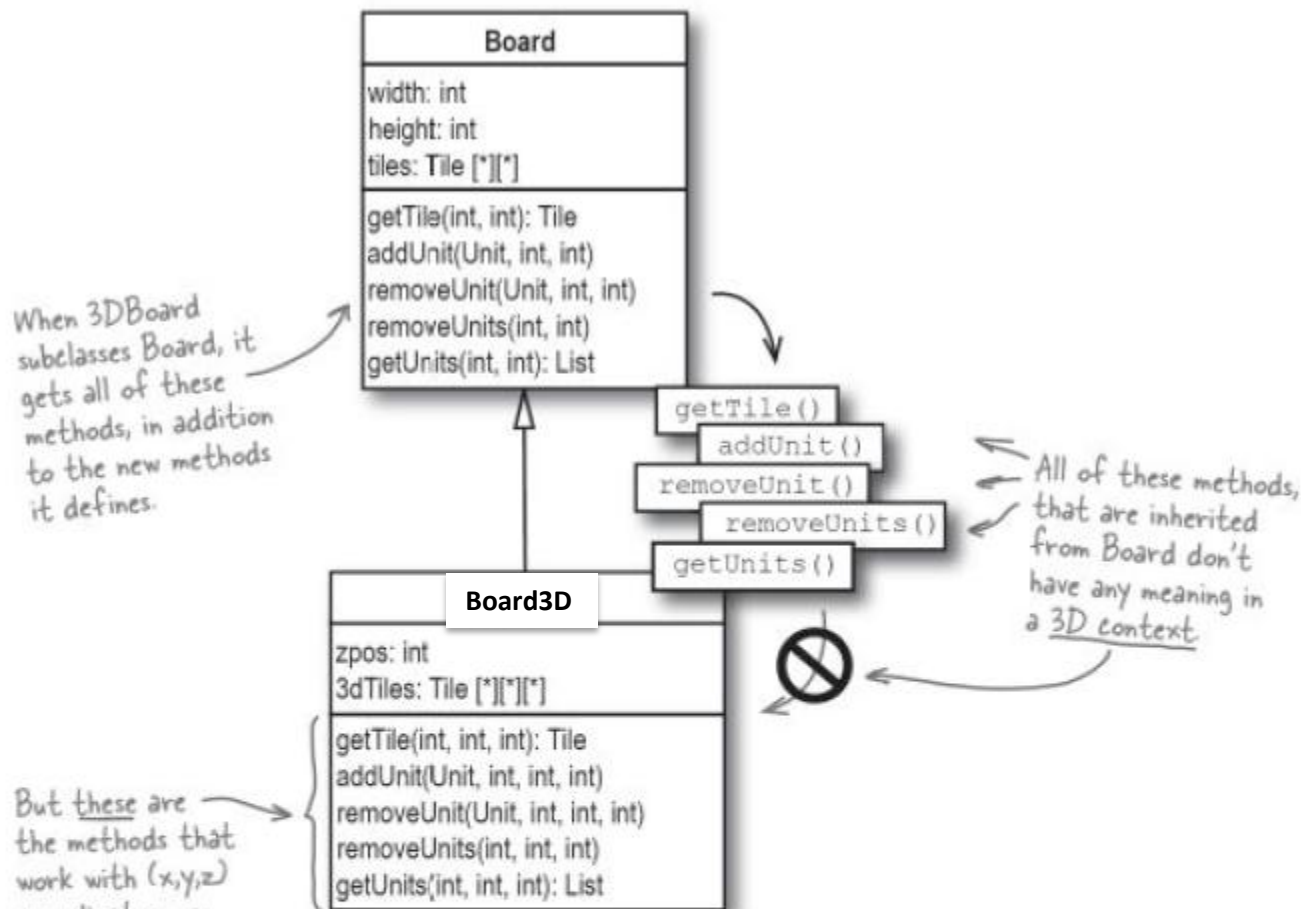 Board
width: int
height: int
tiles: Tile [*][*]
getTile(int, int): Tile
addUnit(Unit, int, int)
removeUnit(Unit, int, int)
removeUnits(int, int)
getUnits(int, int): List
When 3DBoard
subclasses Board, it
gets all of these
methods, in addition
to the new methods
it defines.
getTile()
addUnit()
removeUnit()
removeUnits()
getUnits()
All of these methods,
that are inherited
from Board don't
have any meaning in
a 3D context
Board3D
zpos: int
3dTiles: Tile [*][*][*]
getTile(int, int, int): Tile
addUnit(Unit, int, int, int)
removeUnit(Unit, int, int, int)
removeUnits(int, int, int)
getUnits(int, int, int): List
But these are
the methods that
work with (x,y,z)